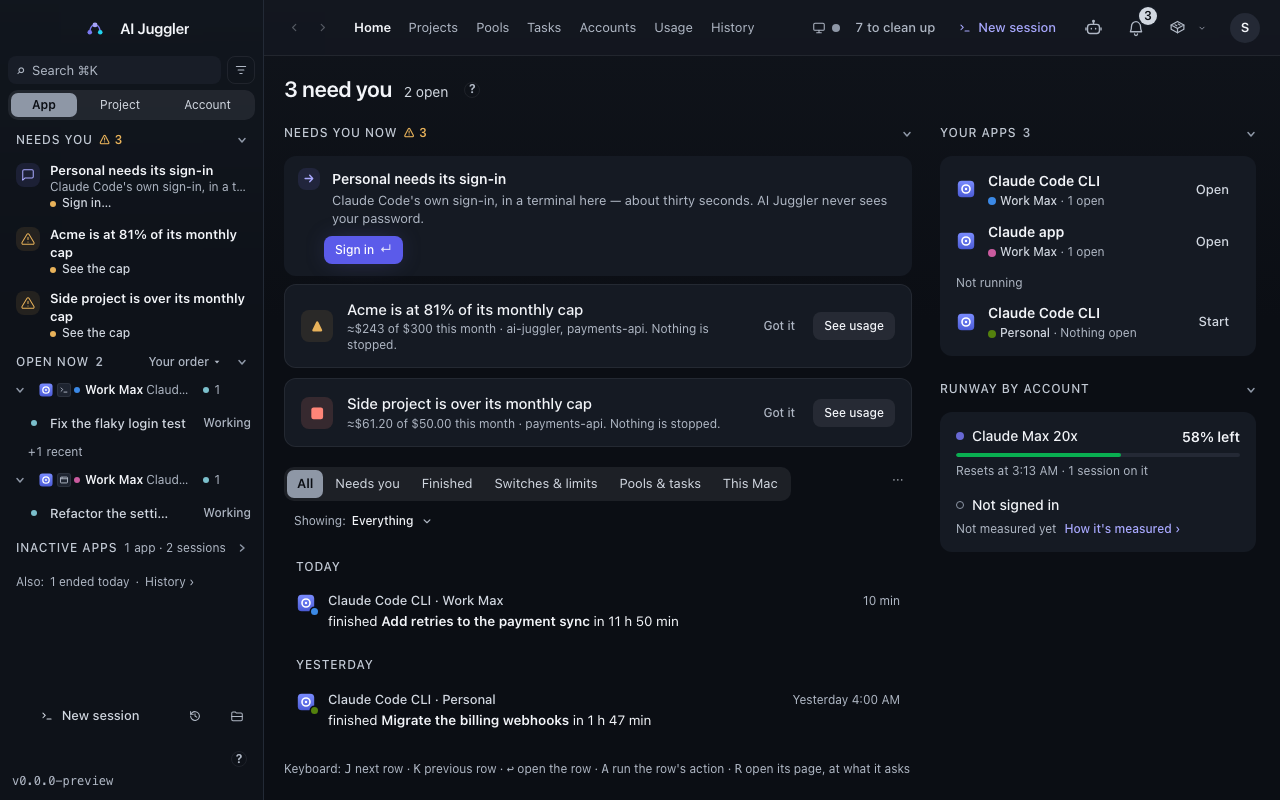 AI Juggler
Search ⌘K
App Project Account
NEEDS YOU 3
Personal needs its sign-in
Claude Code's own sign-in, in a t...
Sign in...
Acme is at 81% of its monthly
cap
See the cap
Side project is over its monthly
cap
See the cap
OPEN NOW 2 Your order
Work Max Claud... 1
Fix the flaky login test Working
+1 recent
Work Max Claud... 1
Refactor the setti... Working
INACTIVE APPS 1 app · 2 sessions
Also: 1 ended today · History ›
New session
?
v0.0.0-preview
Home Projects Pools Tasks Accounts Usage History
7 to clean up
New session
3
S
3 need you 2 open ?
NEEDS YOU NOW 3
Personal needs its sign-in
Claude Code's own sign-in, in a terminal here — about thirty seconds. AI Juggler never sees
your password.
Sign in ↵
Acme is at 81% of its monthly cap
≈$243 of $300 this month · ai-juggler, payments-api. Nothing is
stopped.
Got it See usage
Side project is over its monthly cap
≈$61.20 of $50.00 this month · payments-api. Nothing is stopped.
Got it See usage
All Needs you Finished Switches & limits Pools & tasks This Mac
...
Showing: Everything
TODAY
Claude Code CLI · Work Max 10 min
finished Add retries to the payment sync in 11 h 50 min
YESTERDAY
Claude Code CLI · Personal Yesterday 4:00 AM
finished Migrate the billing webhooks in 1 h 47 min
Keyboard: J next row · K previous row · ↩ open the row · A run the row's action · R open its page, at what it asks
YOUR APPS 3
Claude Code CLI
Work Max · 1 open
Open
Claude app
Work Max · 1 open
Open
Not running
Claude Code CLI
Personal · Nothing open
Start
RUNWAY BY ACCOUNT
Claude Max 20x 58% left
Resets at 3:13 AM · 1 session on it
Not signed in
Not measured yet How it's measured ›